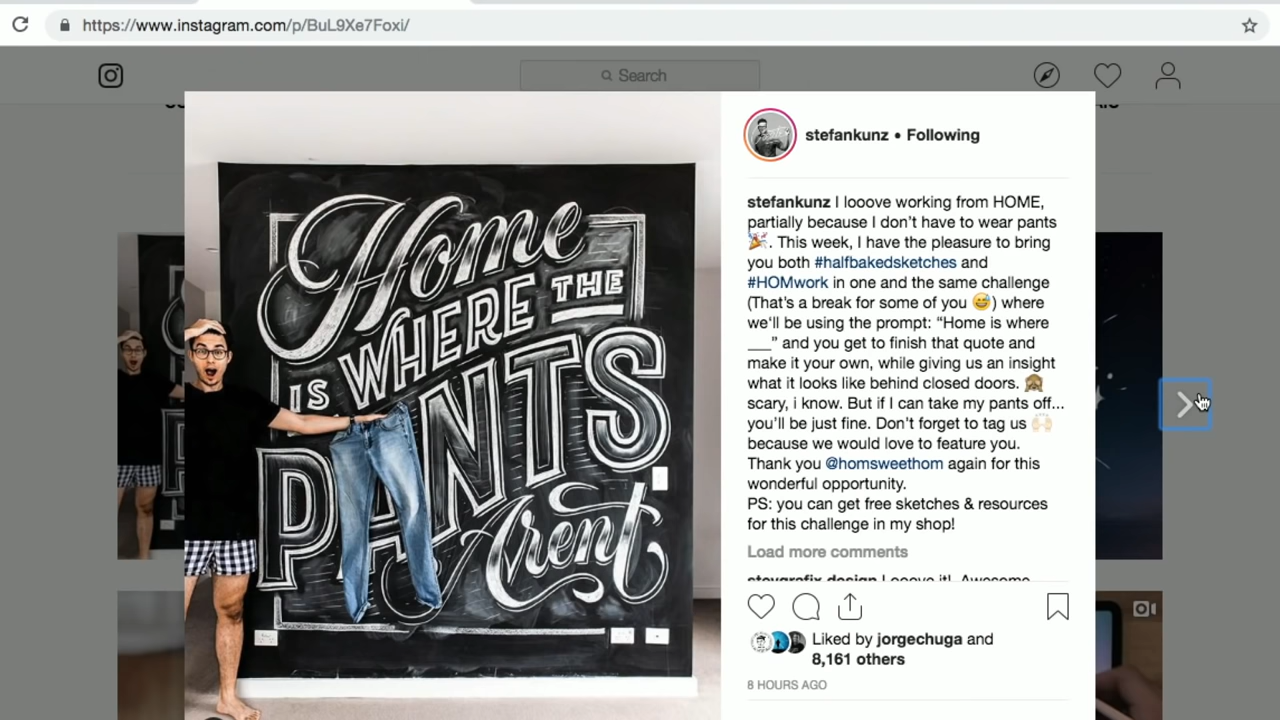 https://www.instagram.com/p/BuL9Xe7Foxi/
Search
Home
IS WHERE THE
PANTS
Arent
stefankunz • Following
stefankunz I looove working from HOME,
partially because I don't have to wear pants
🎉. This week, I have the pleasure to bring
you both #halfbakedsketches and
#HOMwork in one and the same challenge
(That's a break for some of you 😅) where
we'll be using the prompt: “Home is where
___” and you get to finish that quote and
make it your own, while giving us an insight
what it looks like behind closed doors. 🙈
scary, i know. But if I can take my pants off...
you'll be just fine. Don't forget to tag us 🙌🏻
because we would love to feature you.
Thank you @homsweethom again for this
wonderful opportunity.
PS: you can get free sketches & resources
for this challenge in my shop!
Load more comments
stevgrafix.design I looove it! Awesome
Liked by jorgechuga and
8,161 others
8 HOURS AGO